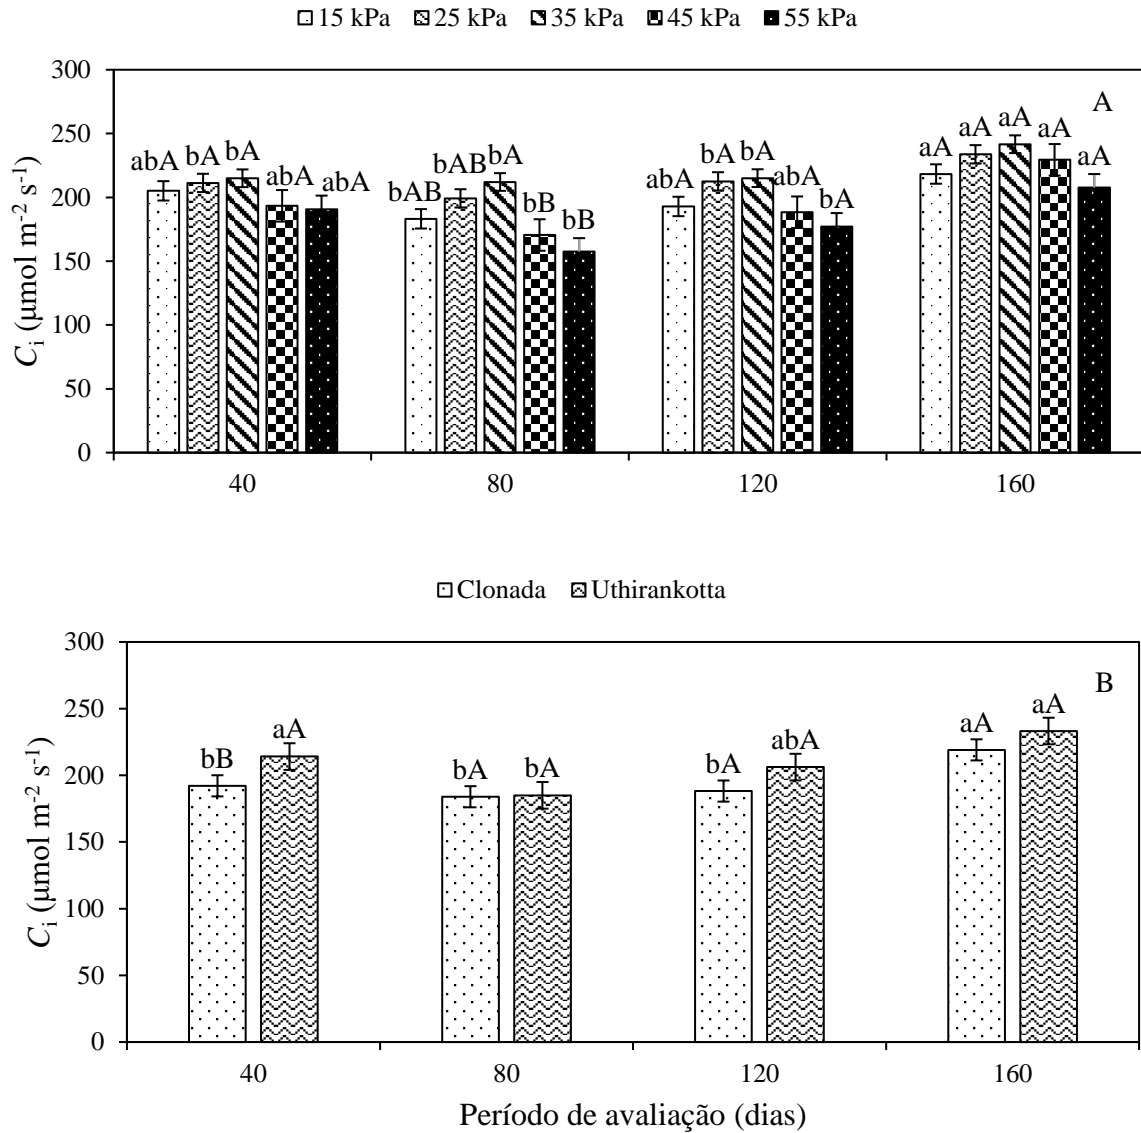 15 kPa 25 kPa 35 kPa 45 kPa 55 kPa
300
250
200
150
100
50
0
C_i (µmol m^-2 s^-1)
A
abA bA bA abA abA
bAB bAB bA bB bB
abA bA bA abA bA
aA aA aA aA aA
40 80 120 160
Clonada Uthirankotta
300
250
200
150
100
50
0
C_i (µmol m^-2 s^-1)
B
bB aA bA bA bA abA aA aA
40 80 120 160
Período de avaliação (dias)